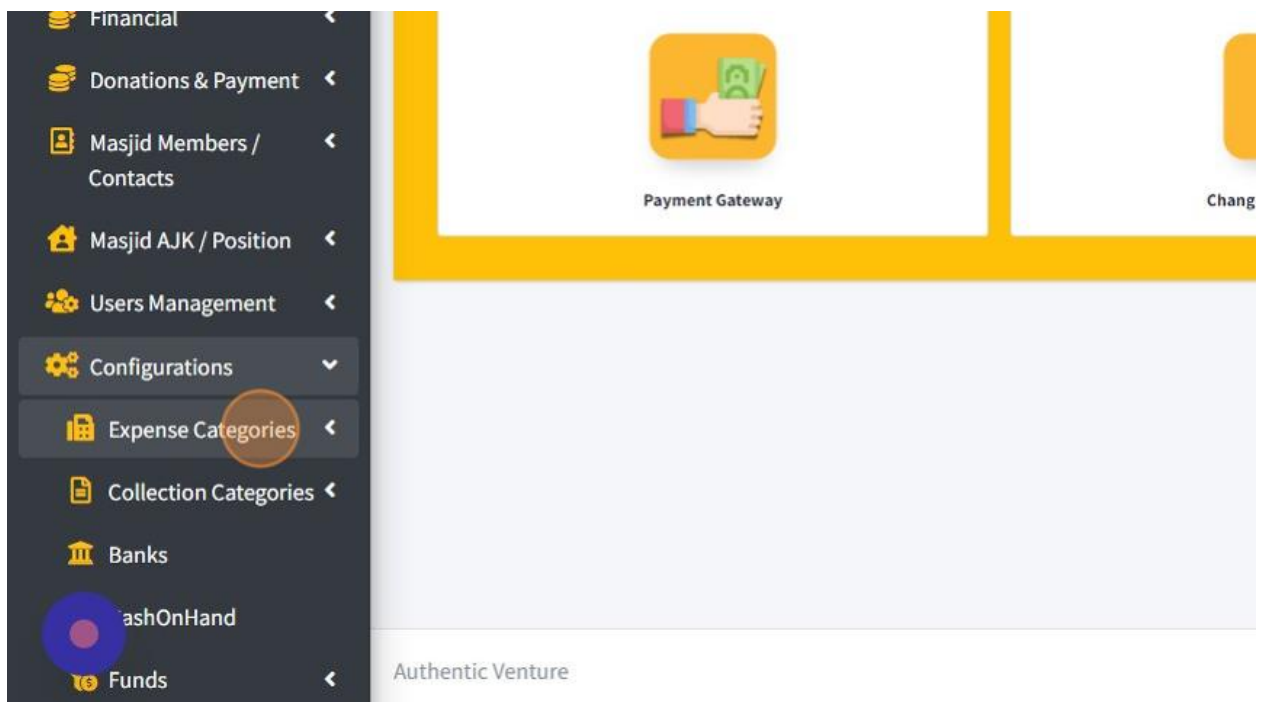 Financial
Donations & Payment
Masjid Members /
Contacts
Masjid AJK / Position
Users Management
Configurations
Expense Categories
Collection Categories
Banks
ashOnHand
Funds
Payment Gateway
Chang
Authentic Venture